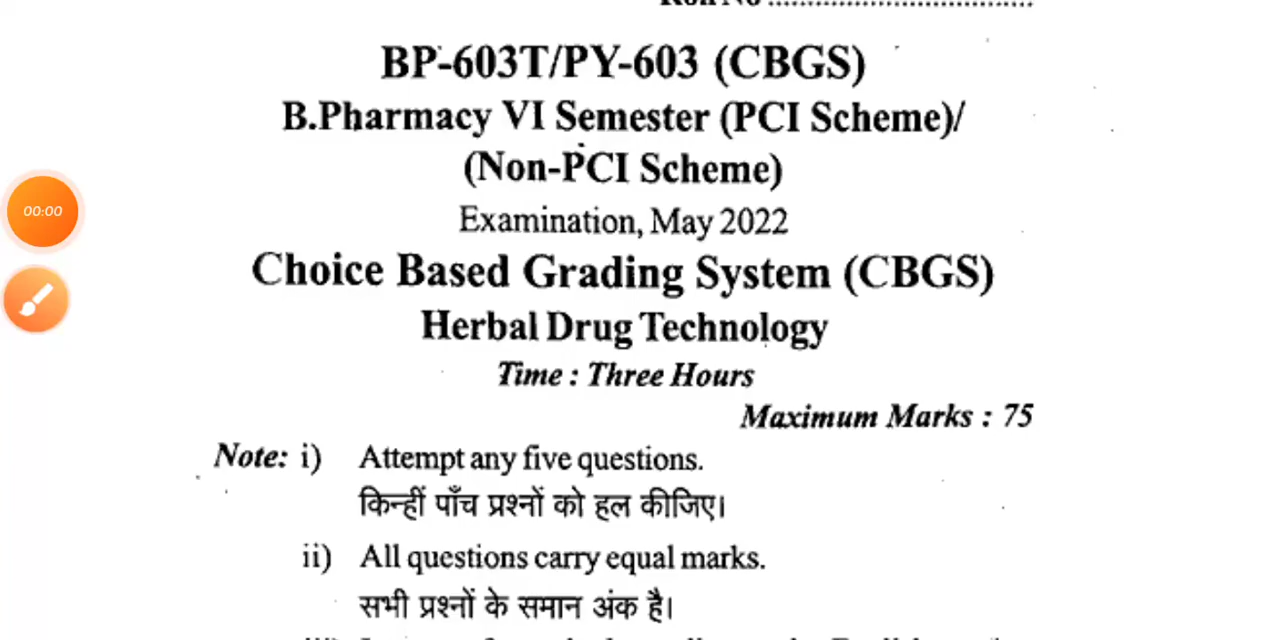 BP-603T/PY-603 (CBGS)
B.Pharmacy VI Semester (PCI Scheme)/
(Non-PCI Scheme)
Examination, May 2022
Choice Based Grading System (CBGS)
Herbal Drug Technology
Time : Three Hours
Maximum Marks : 75
Note: i) Attempt any five questions.
किन्हीं पाँच प्रश्नों को हल कीजिए।
ii) All questions carry equal marks.
सभी प्रश्नों के समान अंक है।
00:00